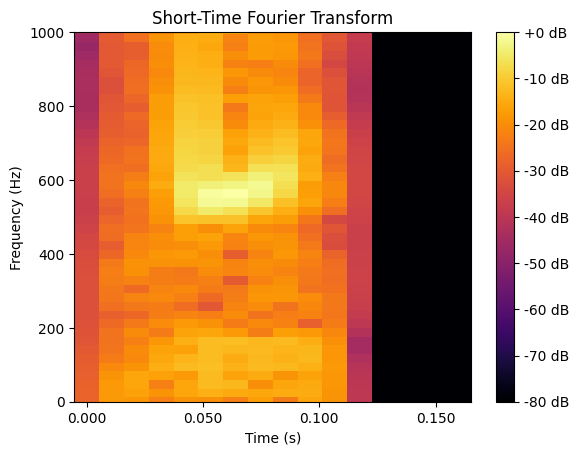 Short-Time Fourier Transform
1000
800
600
400
200
0
Frequency (Hz)
0.000
0.050
0.100
0.150
Time (s)
+0 dB
-10 dB
-20 dB
-30 dB
-40 dB
-50 dB
-60 dB
-70 dB
-80 dB